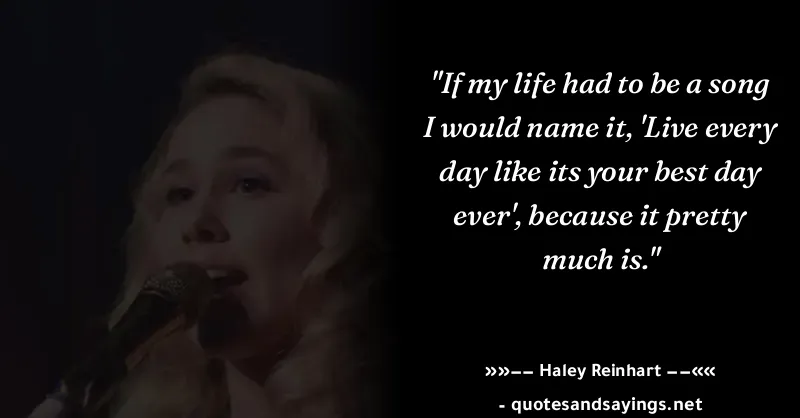 "If my life had to be a song
I would name it, 'Live every
day like its your best day
ever', because it pretty
much is."
»»−− Haley Reinhart −−««
- quotesandsayings.net